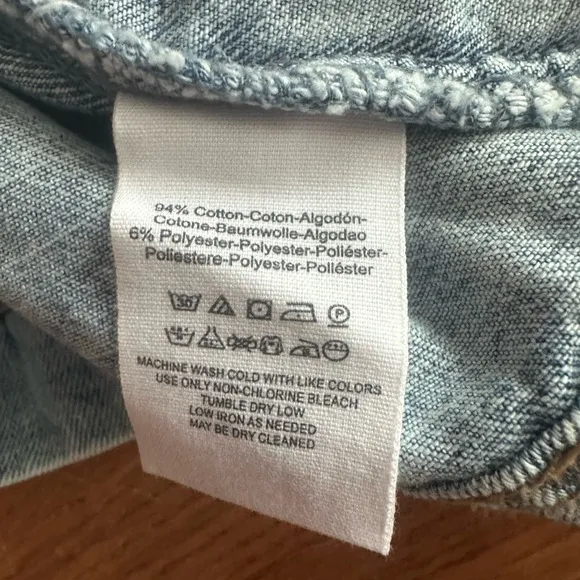 94% Cotton-Coton-Algodón-
Cotone-Baumwolle-Algodao
6% Polyester-Polyester-Poliéster-
Poliestere-Polyester-Poliéster
30 P
MACHINE WASH COLD WITH LIKE COLORS
USE ONLY NON-CHLORINE BLEACH
TUMBLE DRY LOW
LOW IRON AS NEEDED
MAY BE DRY CLEANED